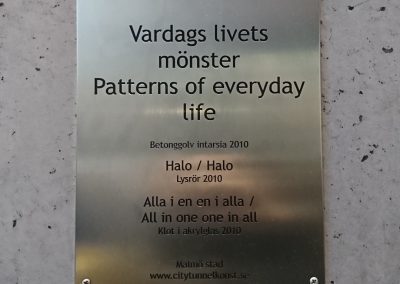 Vardags livets
mönster
Patterns of everyday
life
Betonggolv intarsia 2010
Halo / Halo
Lysrör 2010
Alla i en en i alla /
All in one one in all
Klot i akrylglas 2010
Malmö stad
www.citytunnelkonst.se